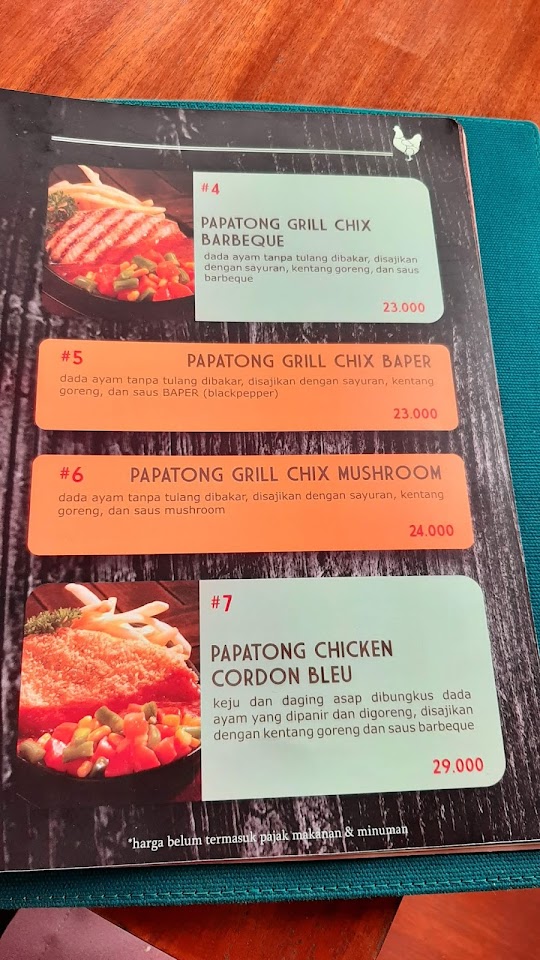 #4
PAPATONG GRILL CHIX
BARBEQUE
dada ayam tanpa tulang dibakar, disajikan
dengan sayuran, kentang goreng, dan saus
barbeque
23.000
#5
PAPATONG GRILL CHIX BAPER
dada ayam tanpa tulang dibakar, disajikan dengan sayuran, kentang
goreng, dan saus BAPER (blackpepper)
23.000
#6
PAPATONG GRILL CHIX MUSHROOM
dada ayam tanpa tulang dibakar, disajikan dengan sayuran, kentang
goreng, dan saus mushroom
24.000
#7
PAPATONG CHICKEN
CORDON BLEU
keju dan daging asap dibungkus dada
ayam yang dipanir dan digoreng, disajikan
dengan kentang goreng dan saus barbeque
29.000
*harga belum termasuk pajak makanan & minuman